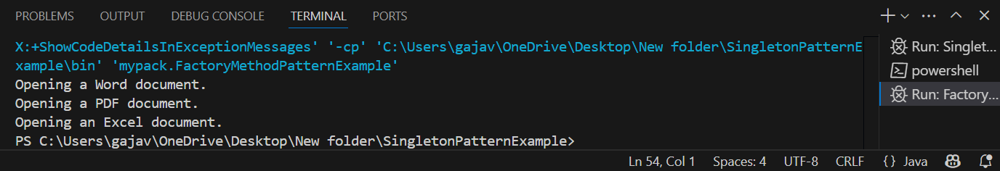 PROBLEMS OUTPUT DEBUG CONSOLE TERMINAL PORTS
X:+ShowCodeDetailsInExceptionMessages' '-cp' 'C:\Users\gajav\OneDrive\Desktop\New folder\SingletonPatternE
xample\bin' 'mypack.FactoryMethodPatternExample'
Opening a Word document.
Opening a PDF document.
Opening an Excel document.
PS C:\Users\gajav\OneDrive\Desktop\New folder\SingletonPatternExample>
Run: Singlet...
powershell
Run: Factory...
Ln 54, Col 1 Spaces: 4 UTF-8 CRLF {} Java